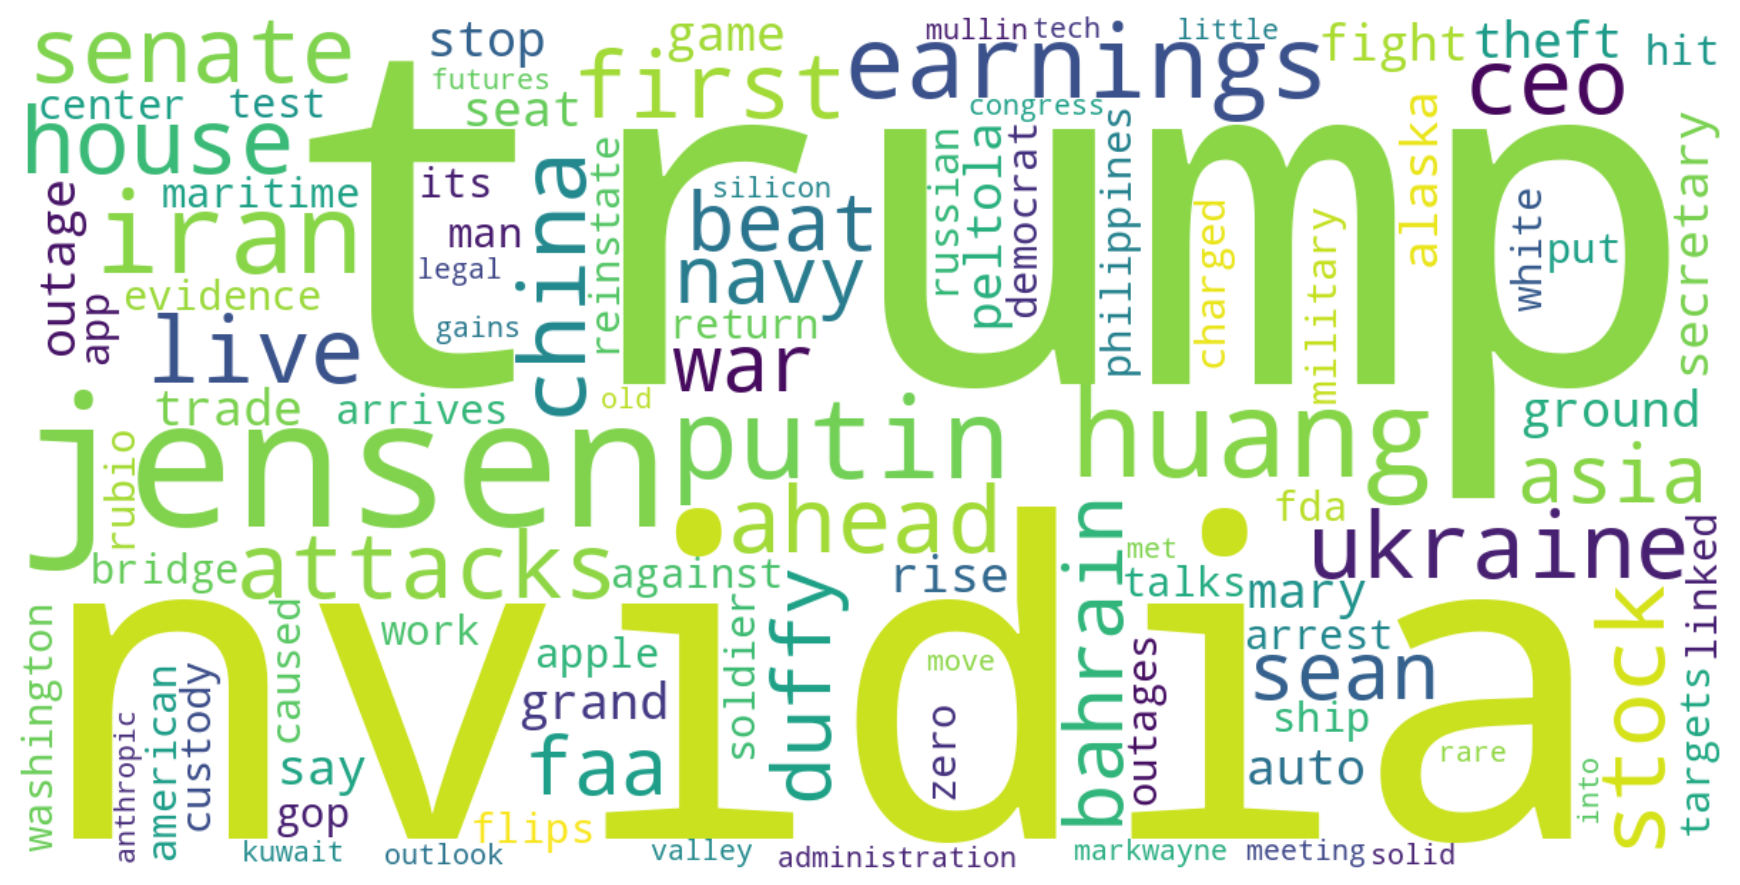 senate
stop
game
mullin
tech
little
fight
theft
hit
futures
first
earnings
ceo
center
test
seat
congress
house
trump
maritime
its
china
reinstate
silicon
beat
russian
peltola
democrat
philippines
charged
military
alaska
white
put
secretary
outage
iran
man
navy
legal
evidence
app
live
gains
return
war
trade
arrives
old
putin
huang
ground
jensen
rubio
asia
ahead
fda
bridge
attacks
against
rise
bahrain
met
talks
ukraine
linked
mary
washington
nvidia
caused
work
soldier
duffy
arrest
stock
apple
move
outages
sean
targets
anthropic
american
custody
grand
zero
ship
say
faa
auto
rare
into
gop
flips
kuwait
outlook
valley
administration
markwayne
meeting
solid